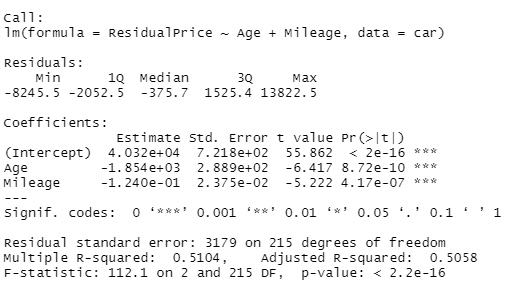 Call:
lm(formula = ResidualPrice ~ Age + Mileage, data = car)
Residuals:
Min 1Q Median 3Q Max
-8245.5 -2052.5 -375.7 1525.4 13822.5
Coefficients:
Estimate Std. Error t value Pr(>|t|)
(Intercept) 4.032e+04 7.218e+02 55.862 < 2e-16 ***
Age -1.854e+03 2.889e+02 -6.417 8.72e-10 ***
Mileage -1.240e-01 2.375e-02 -5.222 4.17e-07 ***
---
Signif. codes: 0 ‘***’ 0.001 ‘**’ 0.01 ‘*’ 0.05 ‘.’ 0.1 ‘ ’ 1
Residual standard error: 3179 on 215 degrees of freedom
Multiple R-squared: 0.5104, Adjusted R-squared: 0.5058
F-statistic: 112.1 on 2 and 215 DF, p-value: < 2.2e-16